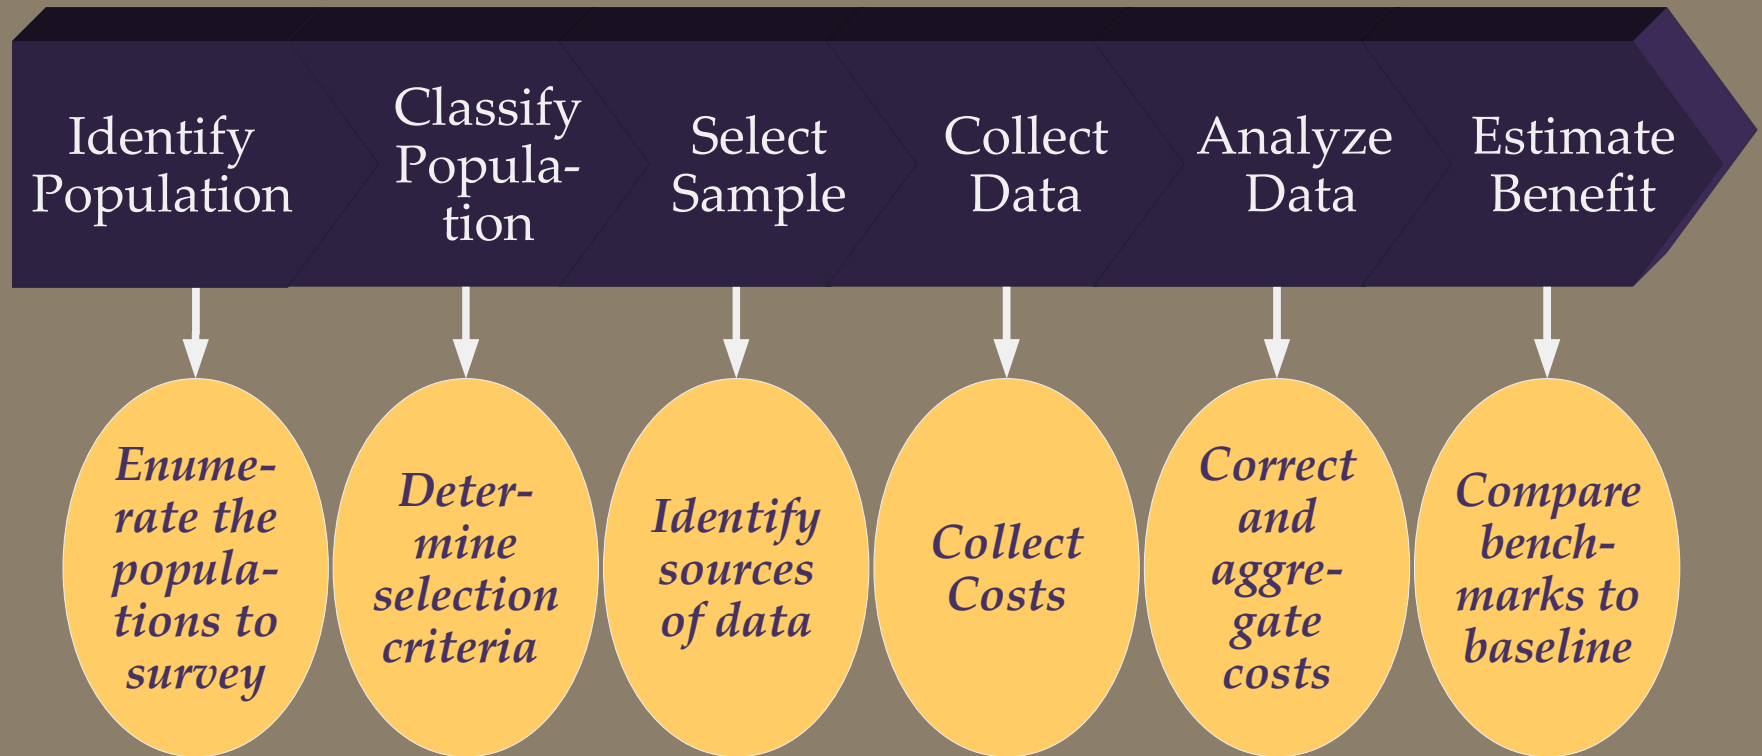 Identify
Population
Classify
Popula-
tion
Select
Sample
Collect
Data
Analyze
Data
Estimate
Benefit
Enume-
rate the
popula-
tions to
survey
Deter-
mine
selection
criteria
Identify
sources
of data
Collect
Costs
Correct
and
aggre-
gate
costs
Compare
bench-
marks to
baseline